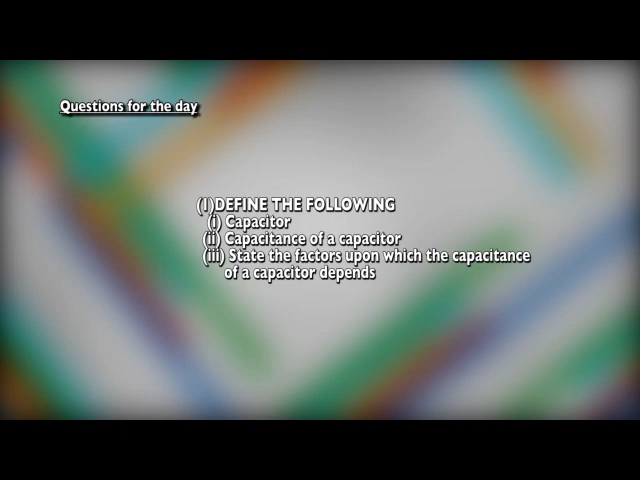 Questions for the day
(1)DEFINE THE FOLLOWING
(i) Capacitor
(ii) Capacitance of a capacitor
(iii) State the factors upon which the capacitance
of a capacitor depends